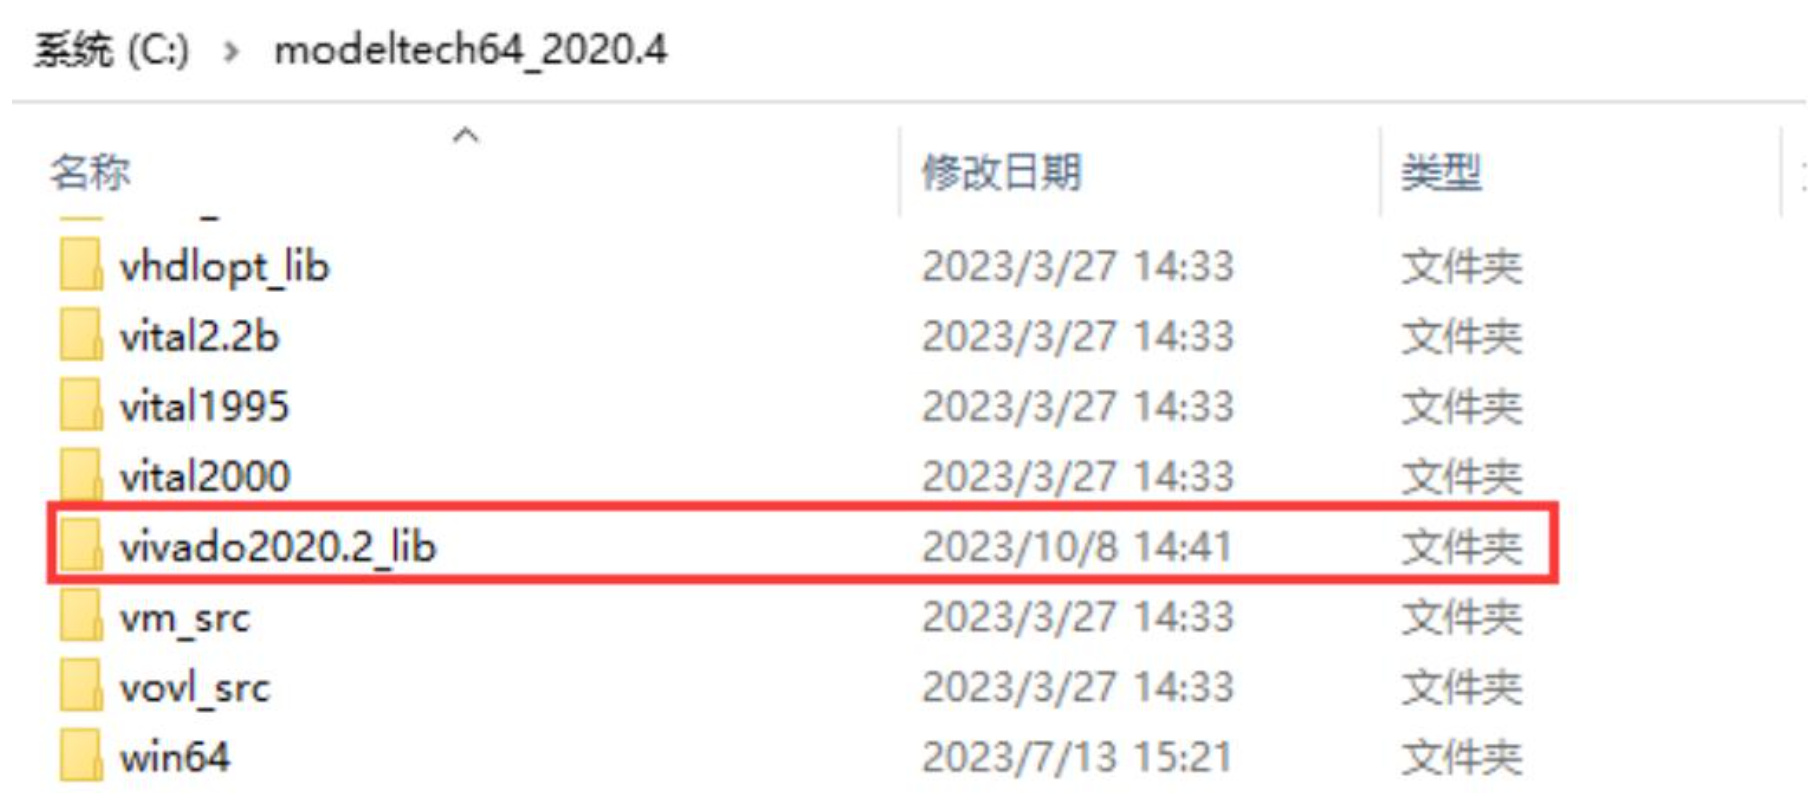 系统 (C:) › modeltech64_2020.4
名称 修改日期 类型
vhdlopt_lib 2023/3/27 14:33 文件夹
vital2.2b 2023/3/27 14:33 文件夹
vital1995 2023/3/27 14:33 文件夹
vital2000 2023/3/27 14:33 文件夹
vivado2020.2_lib 2023/10/8 14:41 文件夹
vm_src 2023/3/27 14:33 文件夹
vovl_src 2023/3/27 14:33 文件夹
win64 2023/7/13 15:21 文件夹